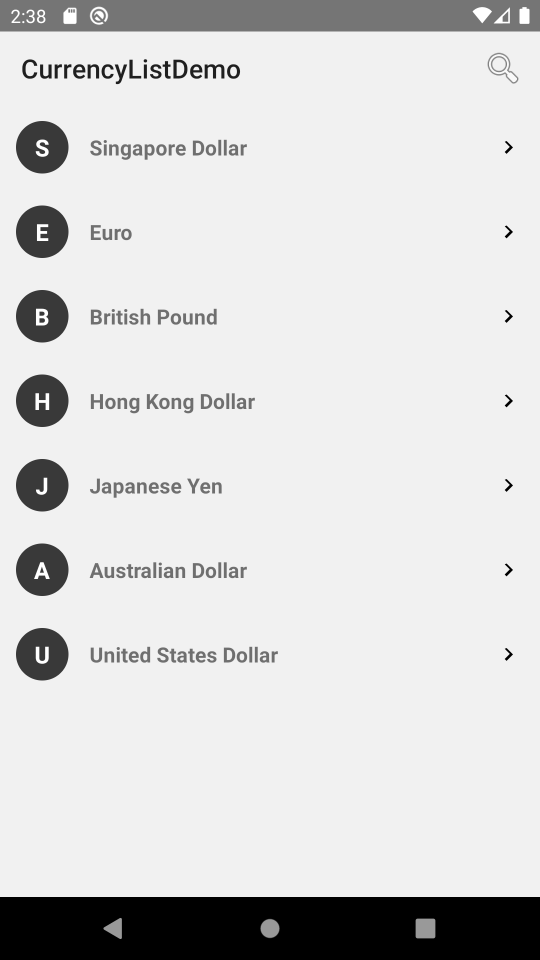 2:38
CurrencyListDemo
S Singapore Dollar
E Euro
B British Pound
H Hong Kong Dollar
J Japanese Yen
A Australian Dollar
U United States Dollar